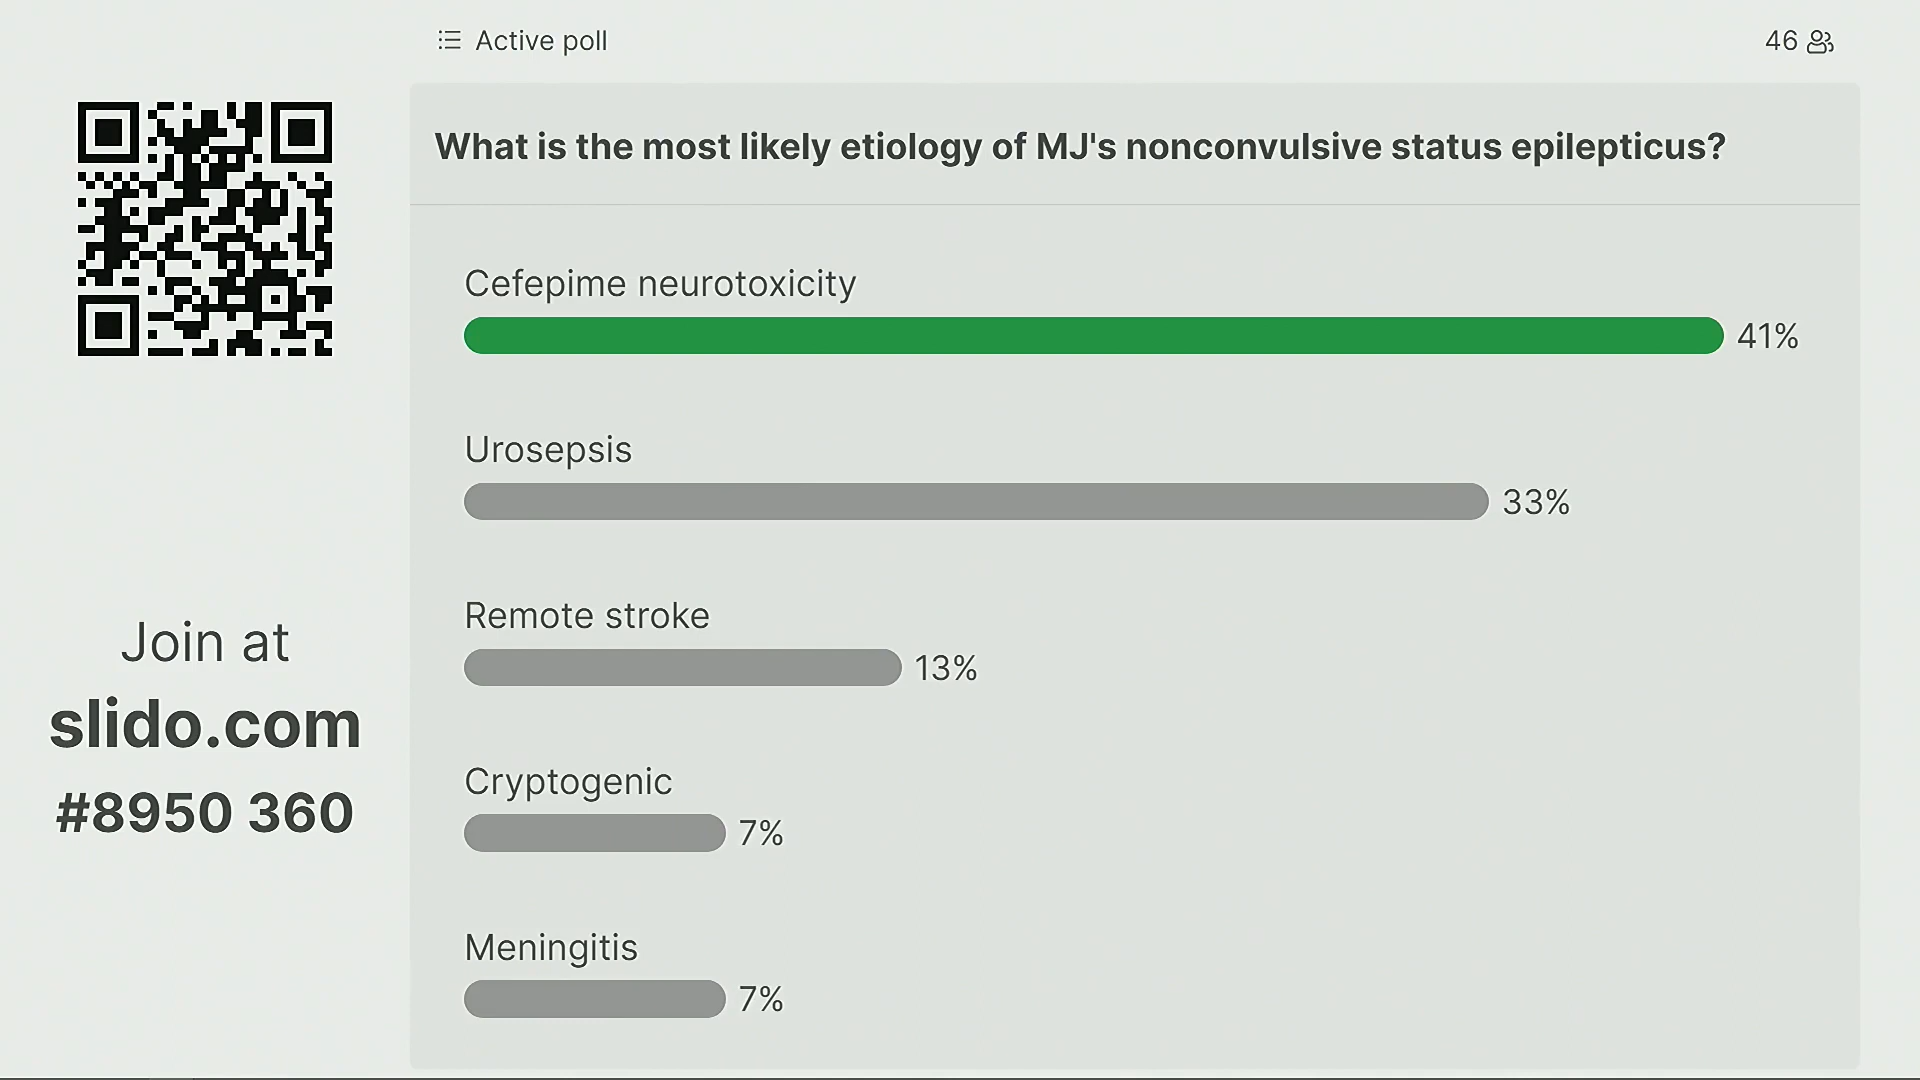 Active poll
46
What is the most likely etiology of MJ's nonconvulsive status epilepticus?
Cefepime neurotoxicity
41%
Urosepsis
33%
Remote stroke
13%
Cryptogenic
7%
Meningitis
7%
Join at
slido.com
#8950 360